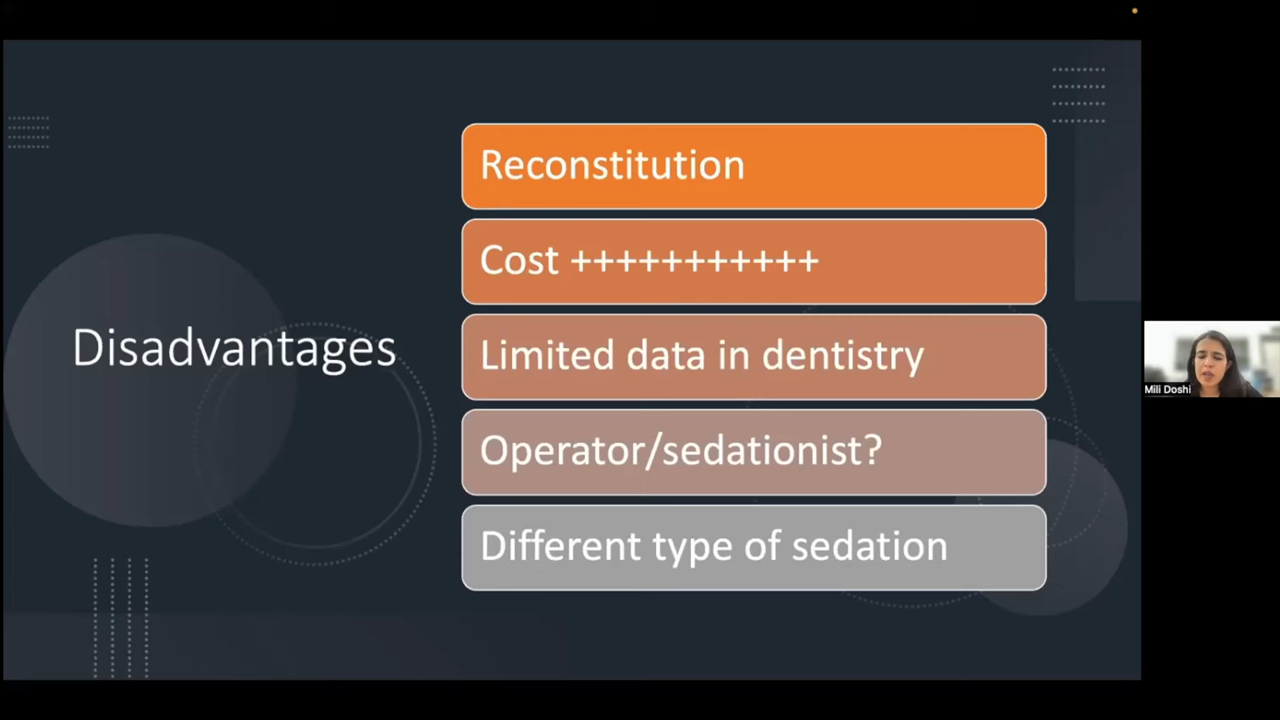 Disadvantages
Reconstitution
Cost +++++++++++
Limited data in dentistry
Operator/sedationist?
Different type of sedation
Mili Doshi